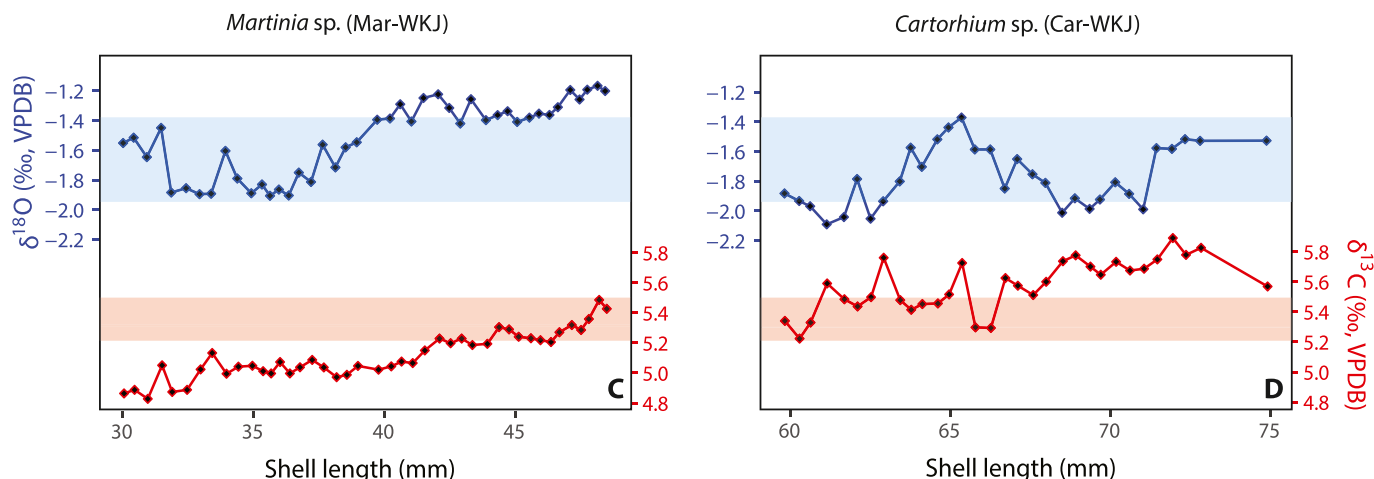 Martinia sp. (Mar-WKJ)
δ18O (‰, VPDB)
−1.2
−1.4
−1.6
−1.8
−2.0
−2.2
5.8
5.6
5.4
5.2
5.0
4.8
C
30 35 40 45
Shell length (mm)
Cartorhium sp. (Car-WKJ)
−1.2
−1.4
−1.6
−1.8
−2.0
−2.2
5.8
5.6
5.4
5.2
5.0
4.8
δ13C (‰, VPDB)
D
60 65 70 75
Shell length (mm)